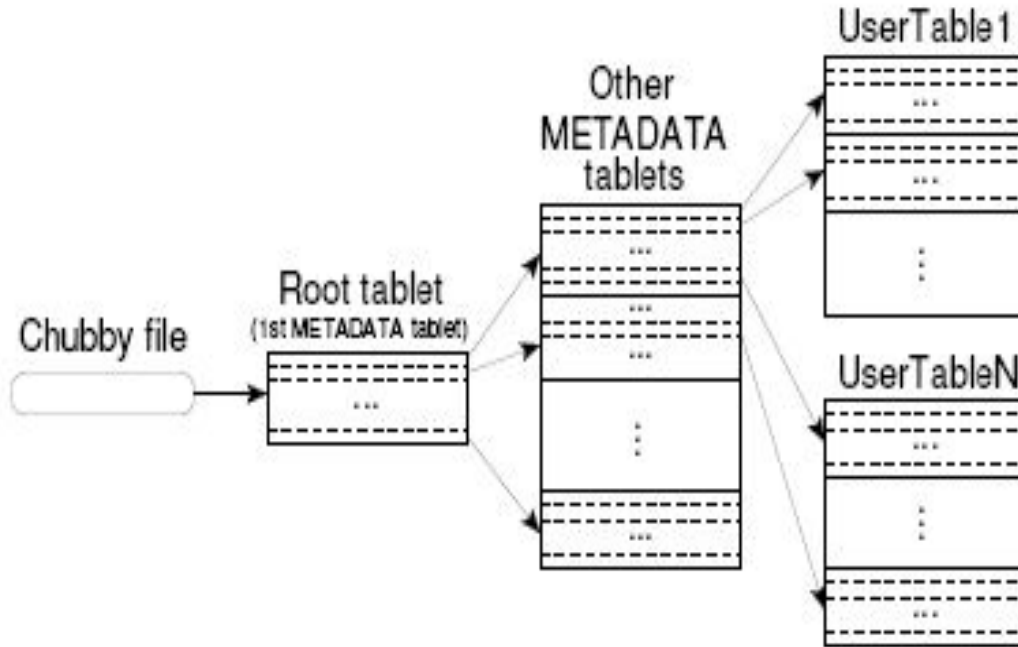 UserTable1
Other
METADATA
tablets
Root tablet
(1st METADATA tablet)
Chubby file
UserTableN
...
...
...
...
...
...
...
...
...